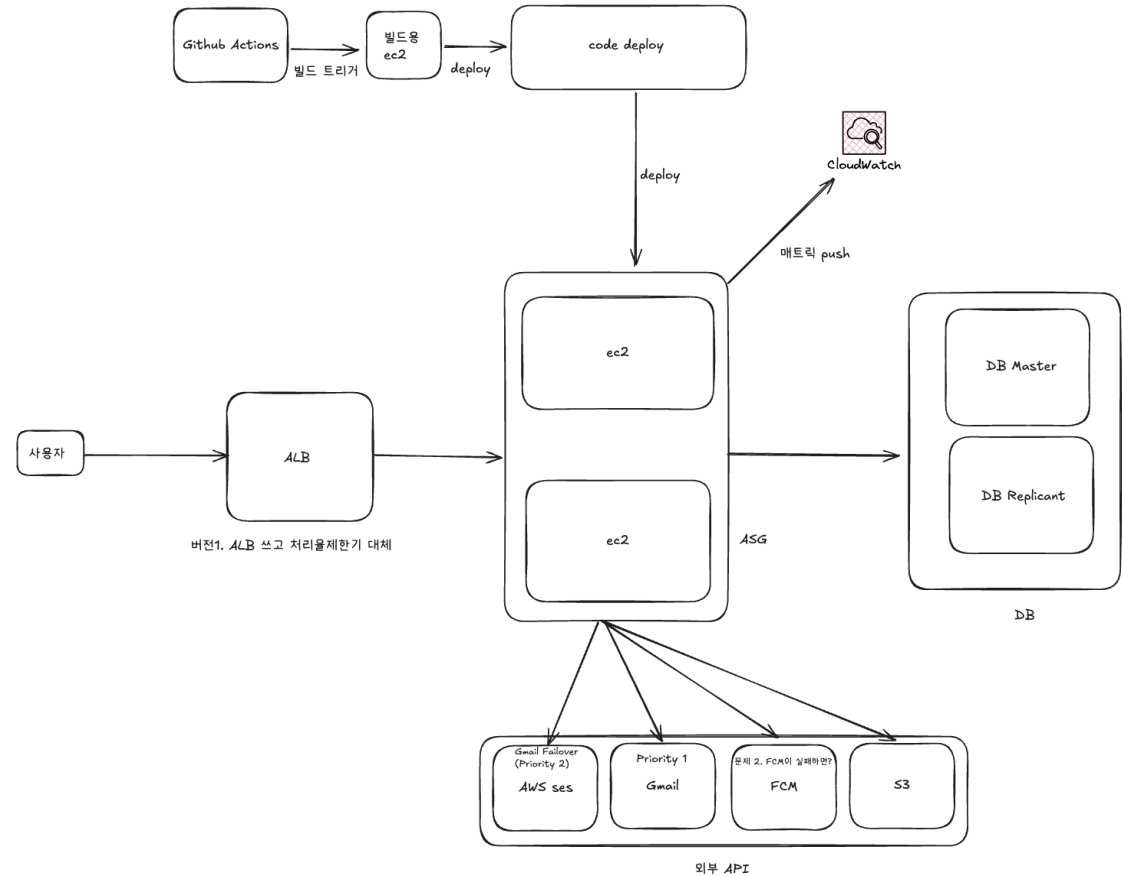 Github Actions
빌드 트리거
빌드용
ec2
deploy
code deploy
deploy
CloudWatch
매트릭 push
사용자
ALB
버전1. ALB 쓰고 처리율제한기 대체
ec2
ec2
ASG
DB Master
DB Replicant
DB
Gmail Failover
(Priority 2)
AWS ses
Priority 1
Gmail
문제 2. FCM이 실패하면?
FCM
S3
외부 API